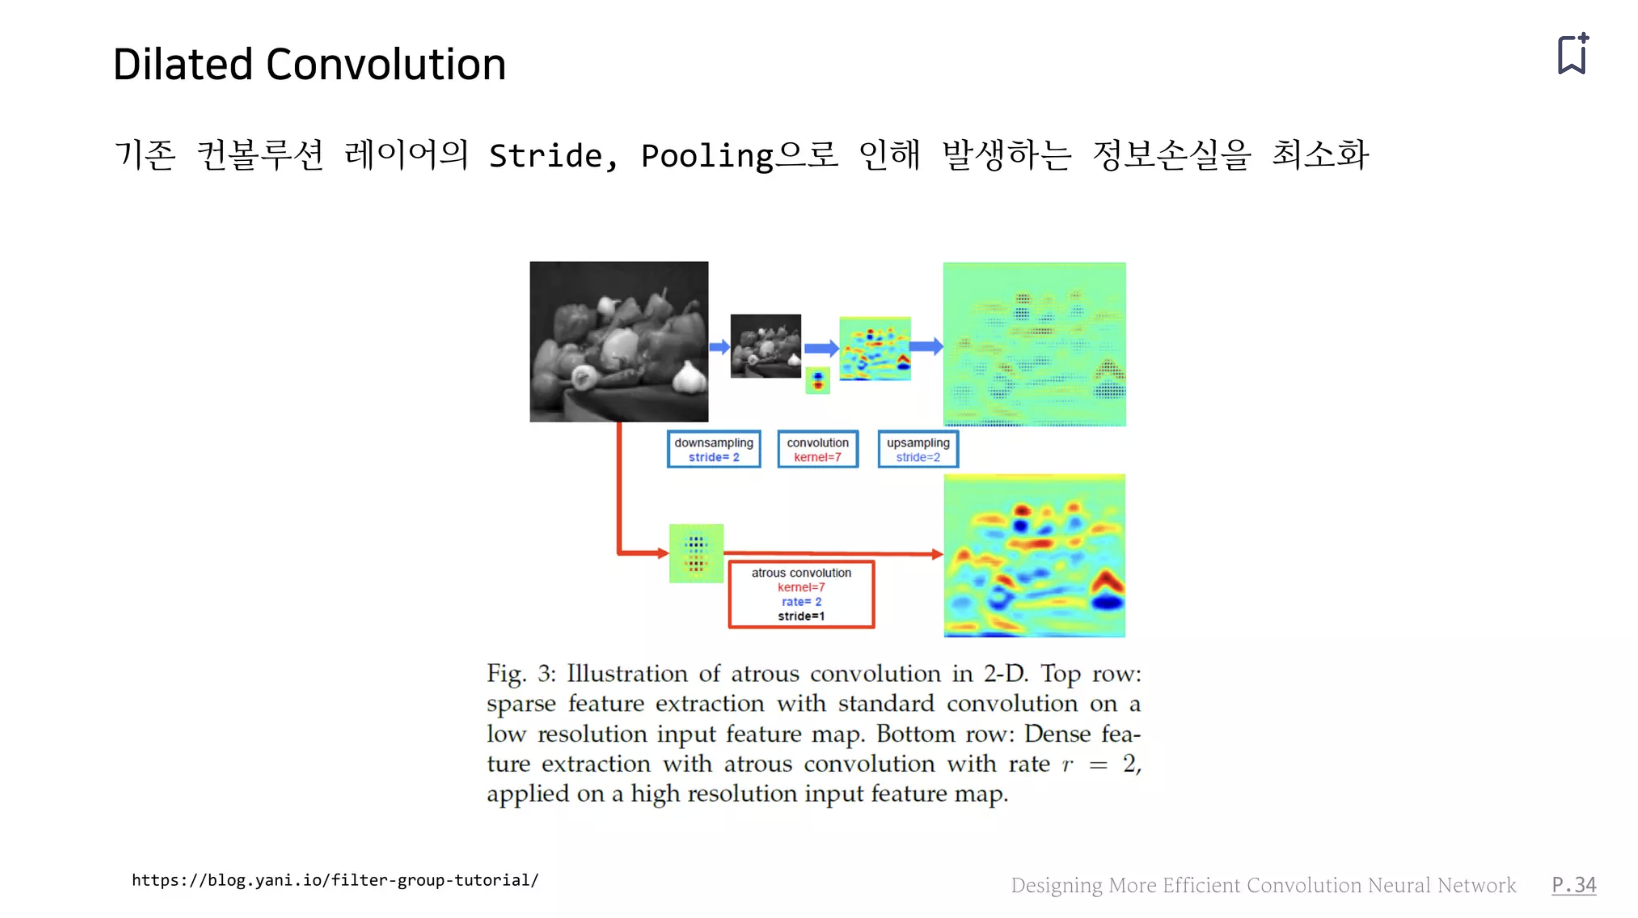 Dilated Convolution
기존 컨볼루션 레이어의 Stride, Pooling으로 인해 발생하는 정보손실을 최소화
downsampling
stride= 2
convolution
kernel=7
upsampling
stride=2
atrous convolution
kernel=7
rate= 2
stride=1
Fig. 3: Illustration of atrous convolution in 2-D. Top row:
sparse feature extraction with standard convolution on a
low resolution input feature map. Bottom row: Dense fea-
ture extraction with atrous convolution with rate r = 2,
applied on a high resolution input feature map.
https://blog.yani.io/filter-group-tutorial/
Designing More Efficient Convolution Neural Network P.34